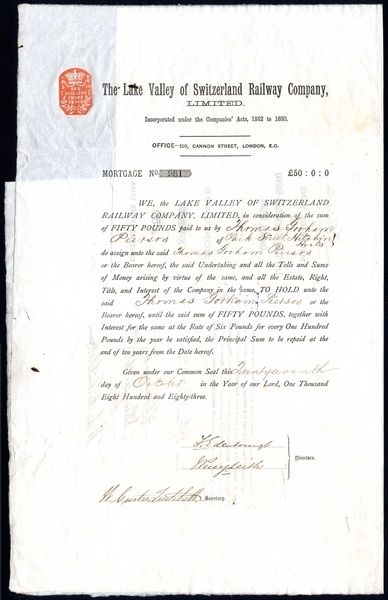 The Lake Valley of Switzerland Railway Company,
LIMITED.
Incorporated under the Companies' Acts, 1862 to 1880.
OFFICE—110, CANNON STREET, LONDON, E.C.
MORTGAGE No. 981 £50 : 0 : 0
WE, the LAKE VALLEY OF SWITZERLAND
RAILWAY COMPANY, LIMITED, in consideration of the sum
of FIFTY POUNDS paid to us by Thomas Gorham
Pierson of Park Street Hitchin
Herts
do assign unto the said Thomas Gorham Pierson
or the Bearer hereof, the said Undertaking and all the Tolls and Sums
of Money arising by virtue of the same, and all the Estate, Right,
Title, and Interest of the Company in the same, TO HOLD unto the
said Thomas Gorham Pierson or the
Bearer hereof, until the said sum of FIFTY POUNDS, together with
Interest for the same at the Rate of Six Pounds for every One Hundred
Pounds by the year be satisfied, the Principal Sum to be repaid at the
end of ten years from the Date hereof.
Given under our Common Seal this Twenty seventh
day of October in the Year of our Lord, One Thousand
Eight Hundred and Eighty-three.
Directors.
Secretary.